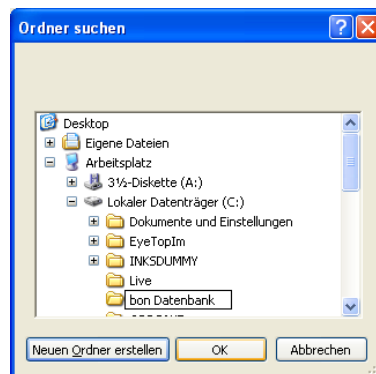 Ordner suchen
Desktop
Eigene Dateien
Arbeitsplatz
3½-Diskette (A:)
Lokaler Datenträger (C:)
Dokumente und Einstellungen
EyeTopIm
INKSDUMMY
Live
bon Datenbank
Neuen Ordner erstellen
OK
Abbrechen